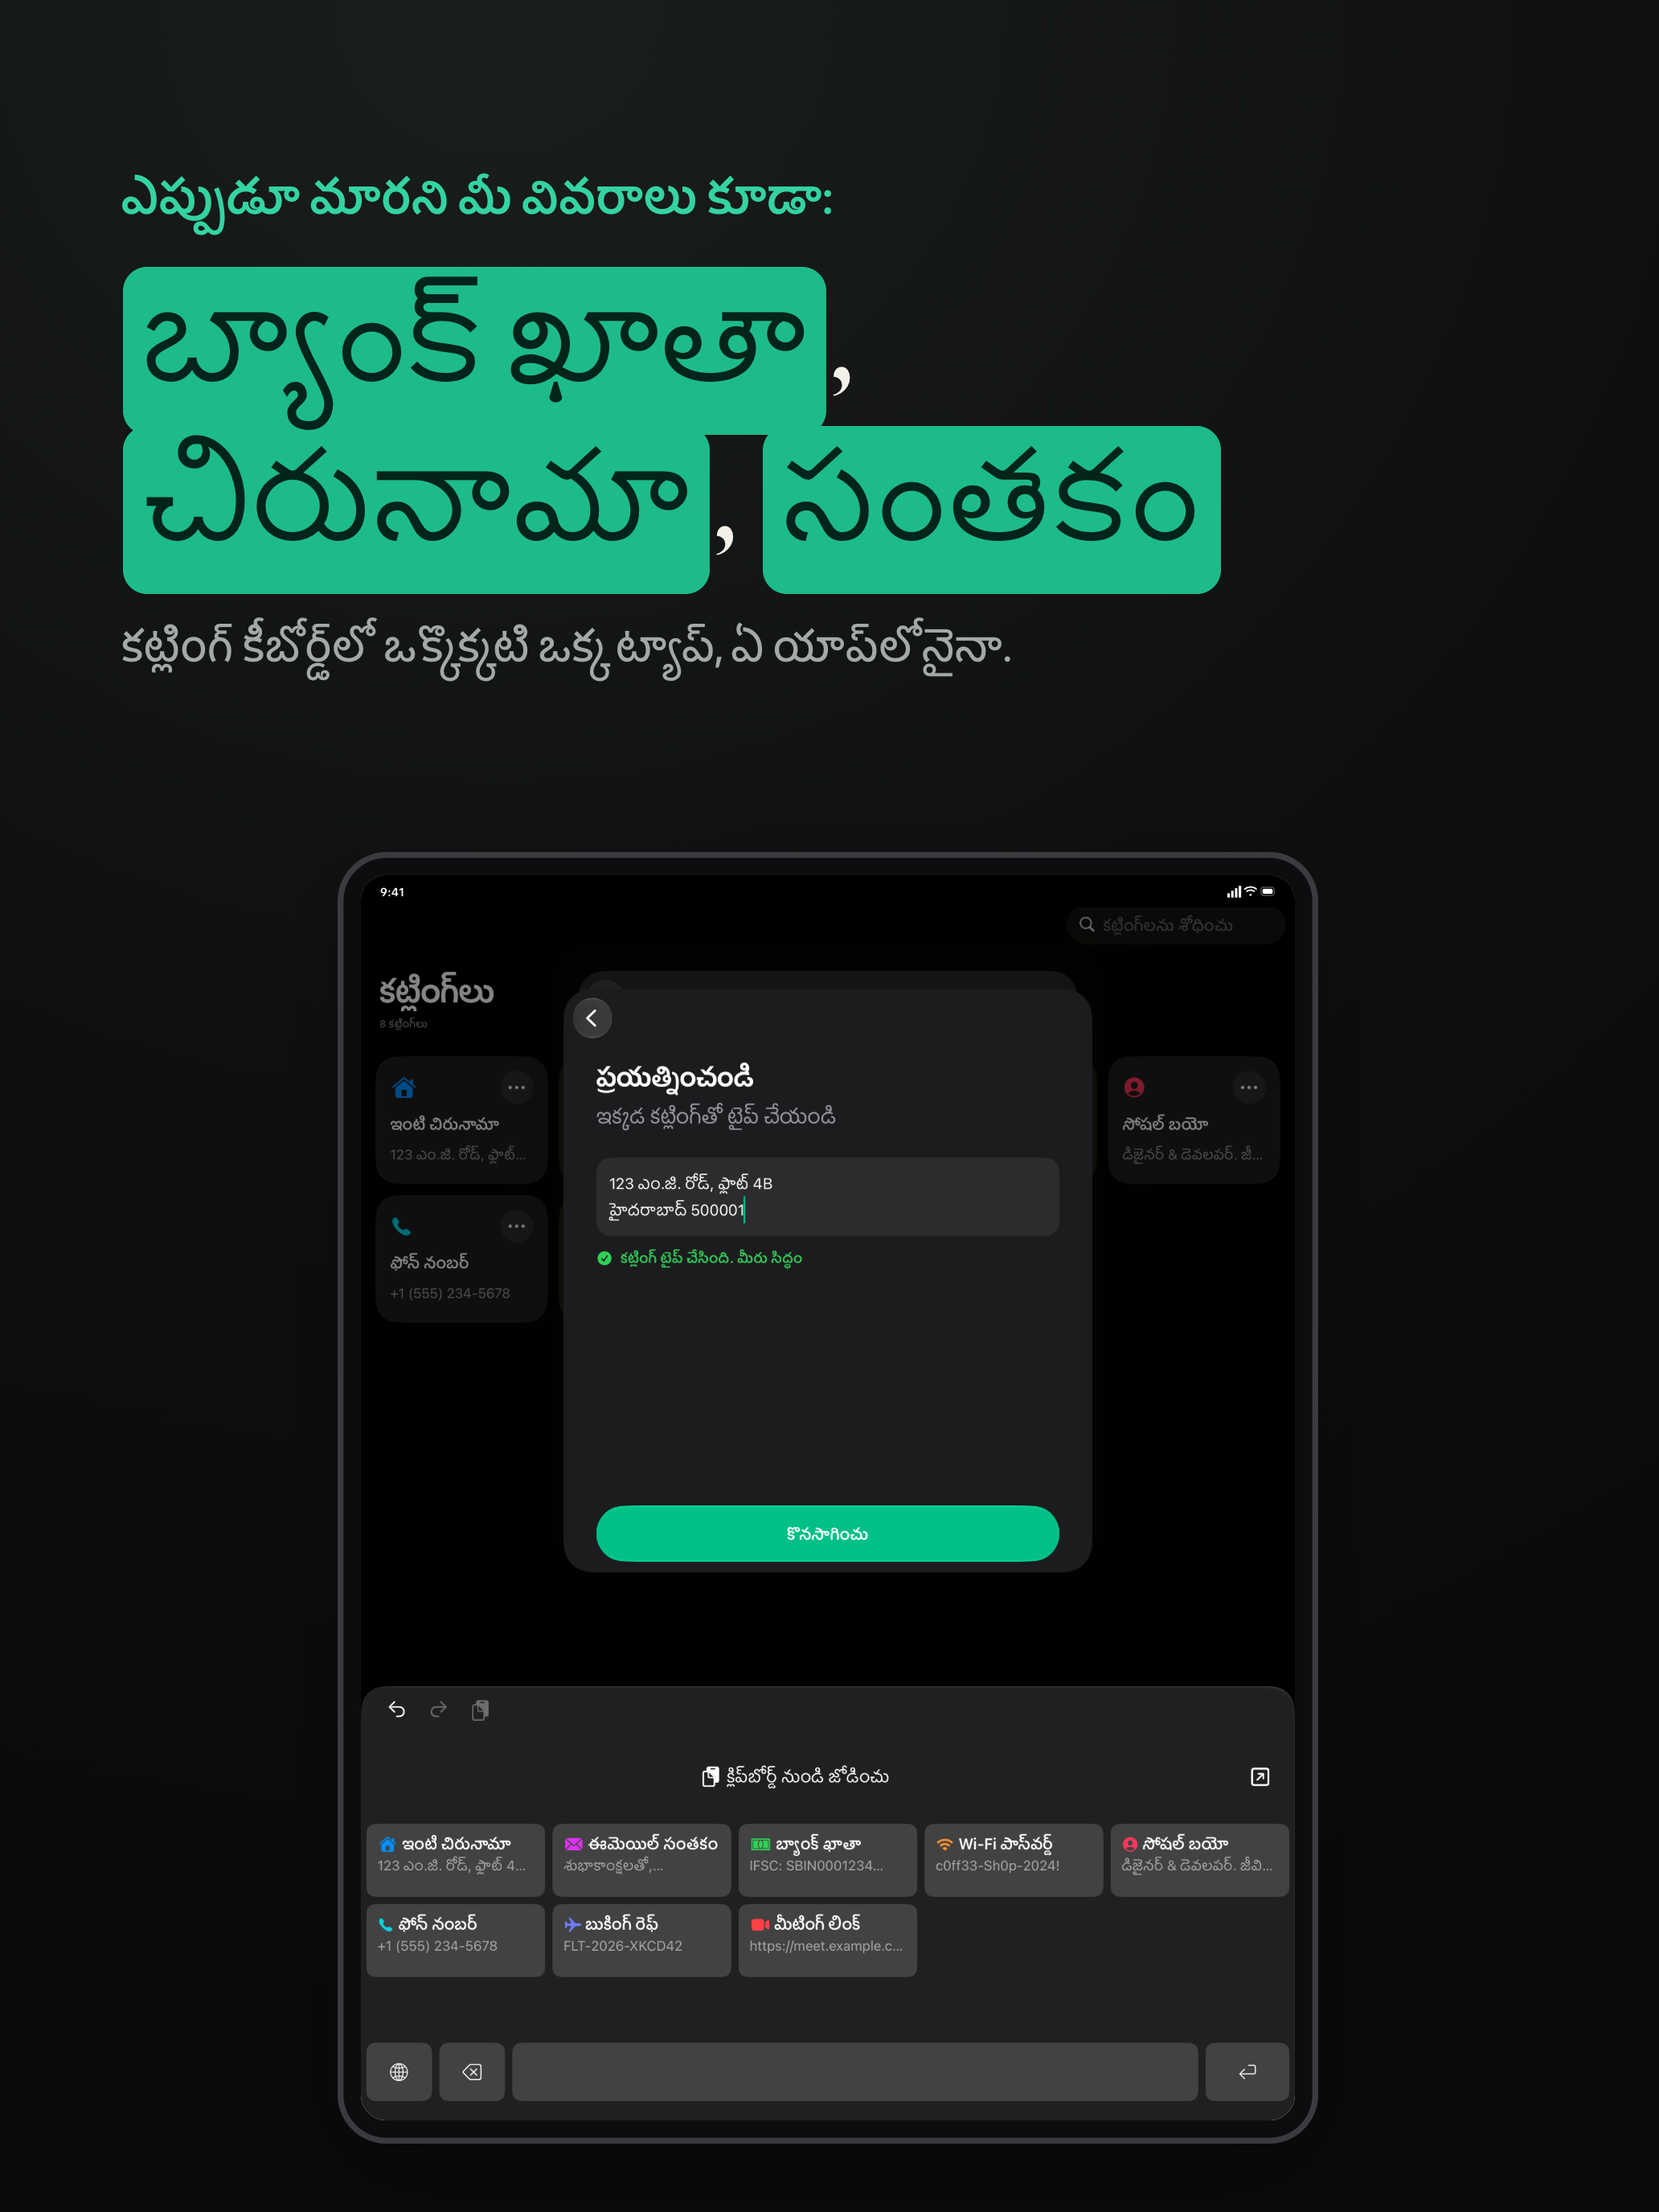 ఎప్పుడూ మారని మీ వివరాలు కూడా:
బ్యాంక్ ఖాతా,
చిరునామా, సంతకం
కట్లింగ్ కీబోర్డ్‌లో ఒక్కొక్కటి ఒక్క ట్యాప్, ఏ యాప్‌లోనైనా.
9:41
కట్లింగ్‌లను శోధించు
కట్లింగ్‌లు
8 కట్లింగ్‌లు
ఇంటి చిరునామా
123 ఎం.జి. రోడ్, ఫ్లాట్...
సోషల్ బయో
డిజైనర్ & డెవలపర్. జీ...
ఫోన్ నంబర్
+1 (555) 234-5678
ప్రయత్నించండి
ఇక్కడ కట్లింగ్‌తో టైప్ చేయండి
123 ఎం.జి. రోడ్, ఫ్లాట్ 4B
హైదరాబాద్ 500001
కట్లింగ్ టైప్ చేసింది. మీరు సిద్ధం
కొనసాగించు
క్లిప్‌బోర్డ్ నుండి జోడించు
ఇంటి చిరునామా
123 ఎం.జి. రోడ్, ఫ్లాట్ 4...
ఈమెయిల్ సంతకం
శుభాకాంక్షలతో,...
బ్యాంక్ ఖాతా
IFSC: SBIN0001234...
Wi-Fi పాస్‌వర్డ్
c0ff33-Sh0p-2024!
సోషల్ బయో
డిజైనర్ & డెవలపర్. జీవి...
ఫోన్ నంబర్
+1 (555) 234-5678
బుకింగ్ రెఫ్
FLT-2026-XKCD42
మీటింగ్ లింక్
https://meet.example.c...